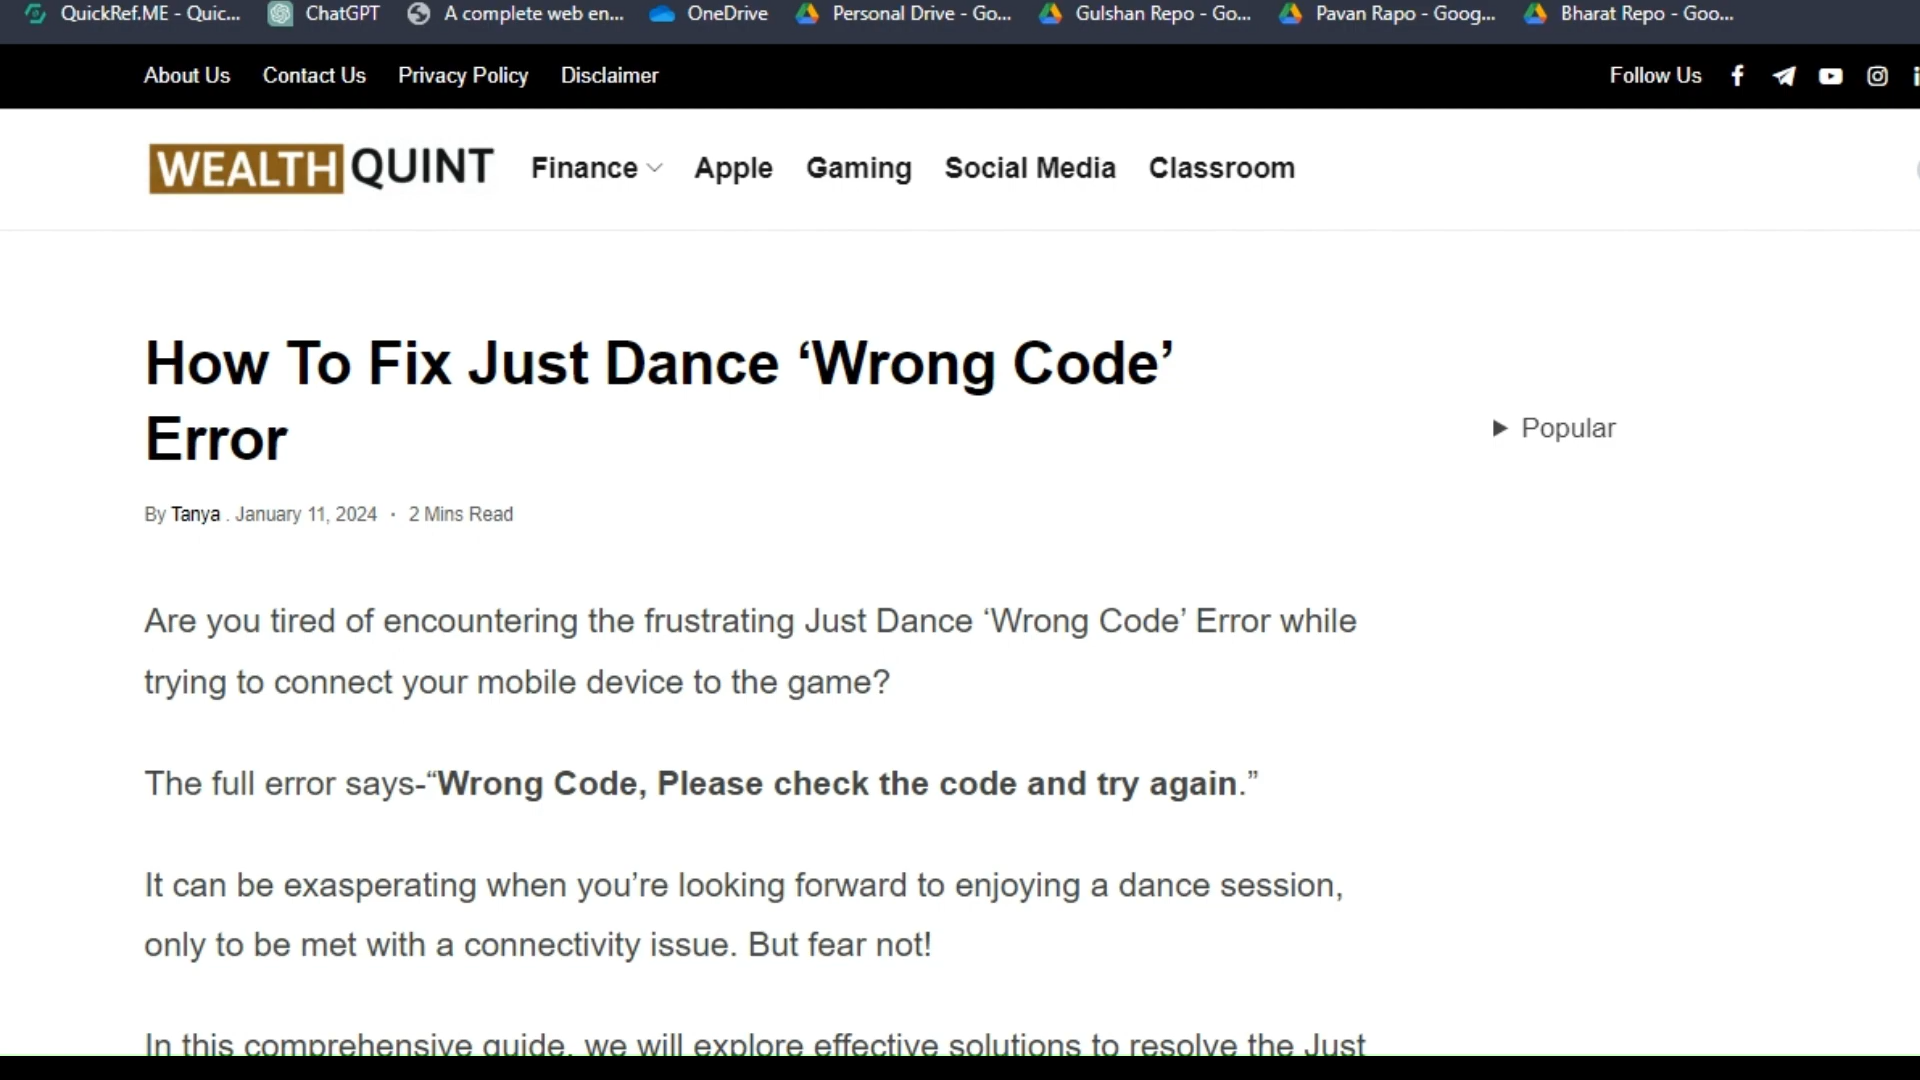 QuickRef.ME - Quic... ChatGPT A complete web en... OneDrive Personal Drive - Go... Gulshan Repo - Go... Pavan Rapo - Goog... Bharat Repo - Goo...
About Us Contact Us Privacy Policy Disclaimer Follow Us
WEALTH QUINT Finance Apple Gaming Social Media Classroom
How To Fix Just Dance ‘Wrong Code’
Error
Popular
By Tanya . January 11, 2024 · 2 Mins Read
Are you tired of encountering the frustrating Just Dance ‘Wrong Code’ Error while
trying to connect your mobile device to the game?
The full error says-“Wrong Code, Please check the code and try again.”
It can be exasperating when you’re looking forward to enjoying a dance session,
only to be met with a connectivity issue. But fear not!
In this comprehensive guide, we will explore effective solutions to resolve the Just